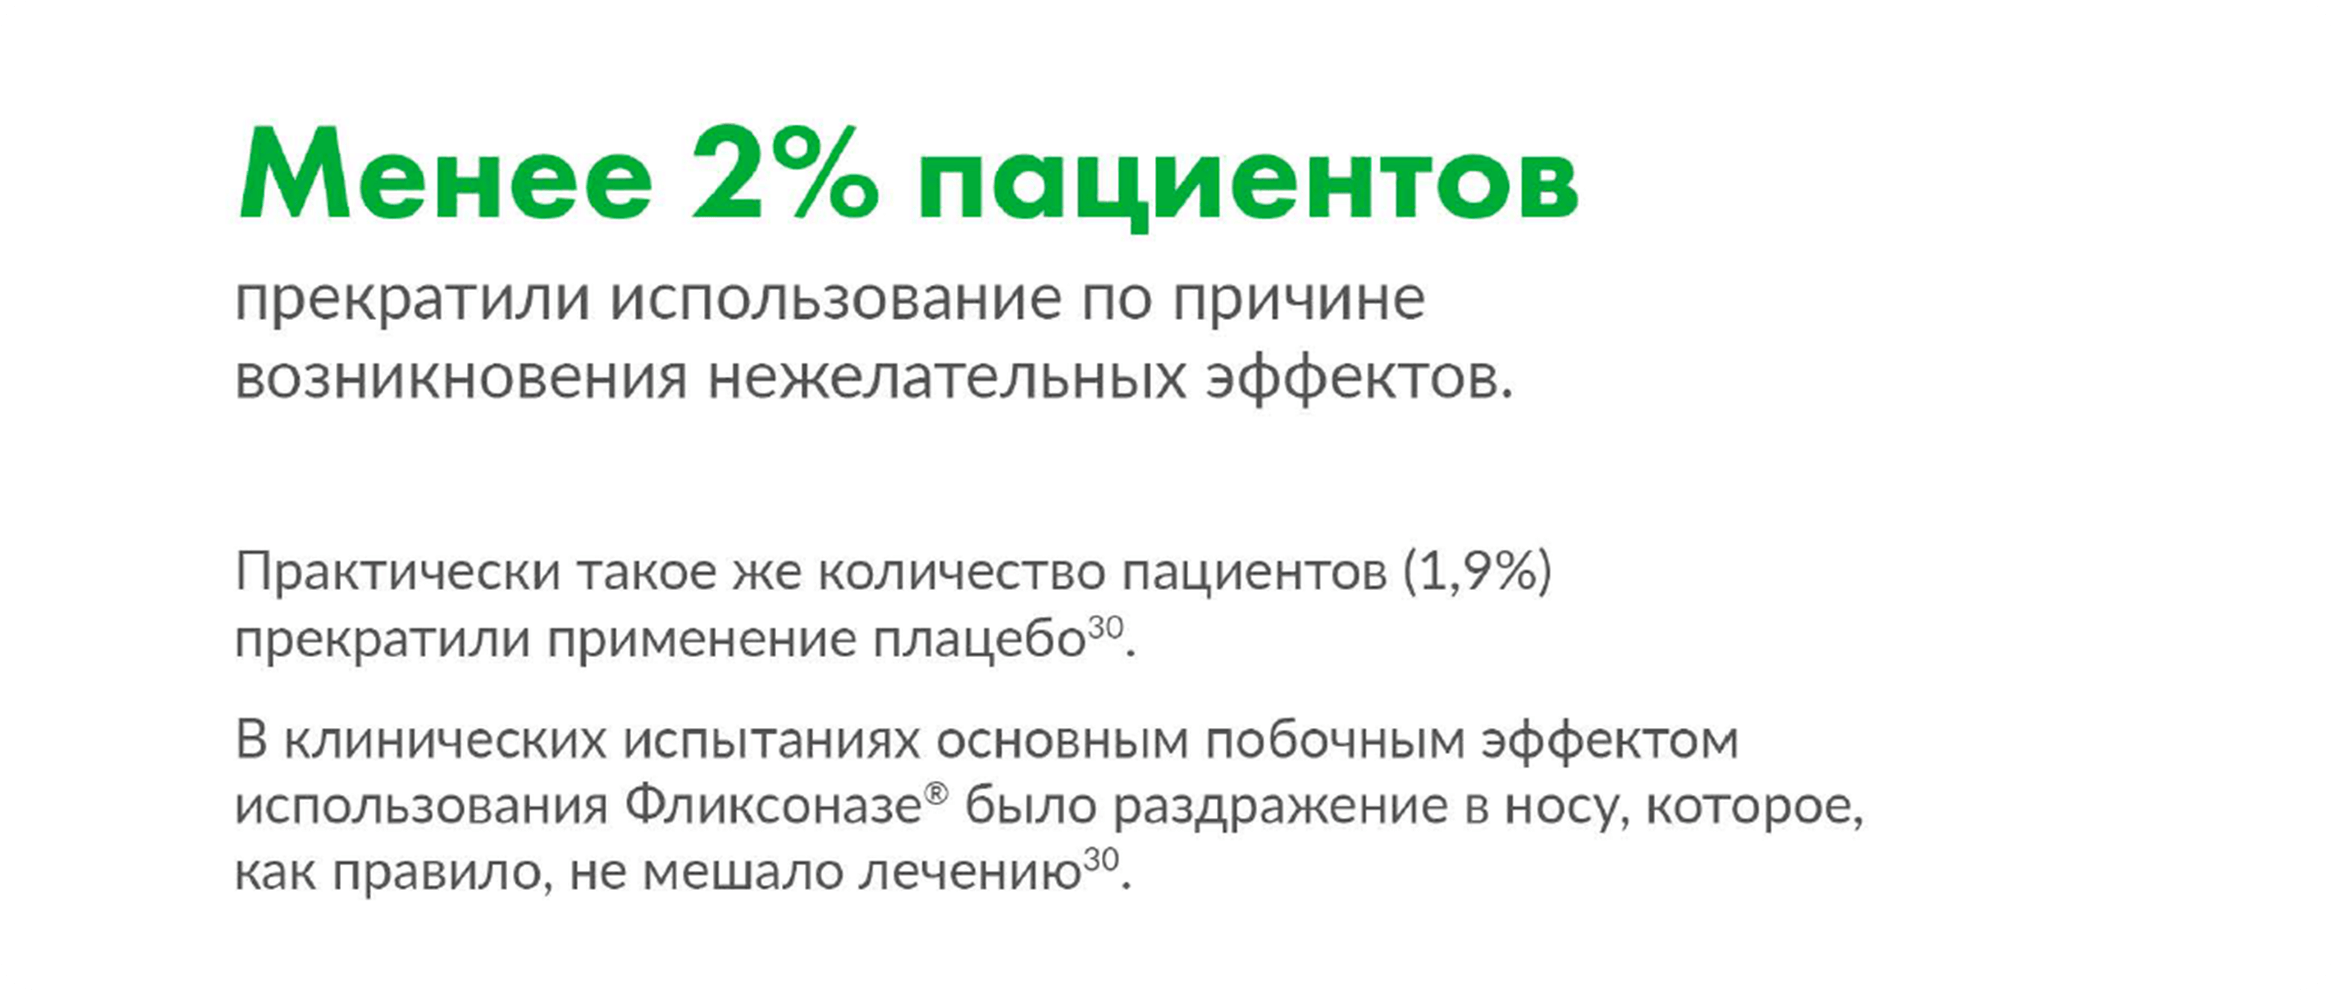 Менее 2% пациентов
прекратили использование по причине
возникновения нежелательных эффектов.
Практически такое же количество пациентов (1,9%)
прекратили применение плацебо³⁰.
В клинических испытаниях основным побочным эффектом
использования Фликсоназе® было раздражение в носу, которое,
как правило, не мешало лечению³⁰.